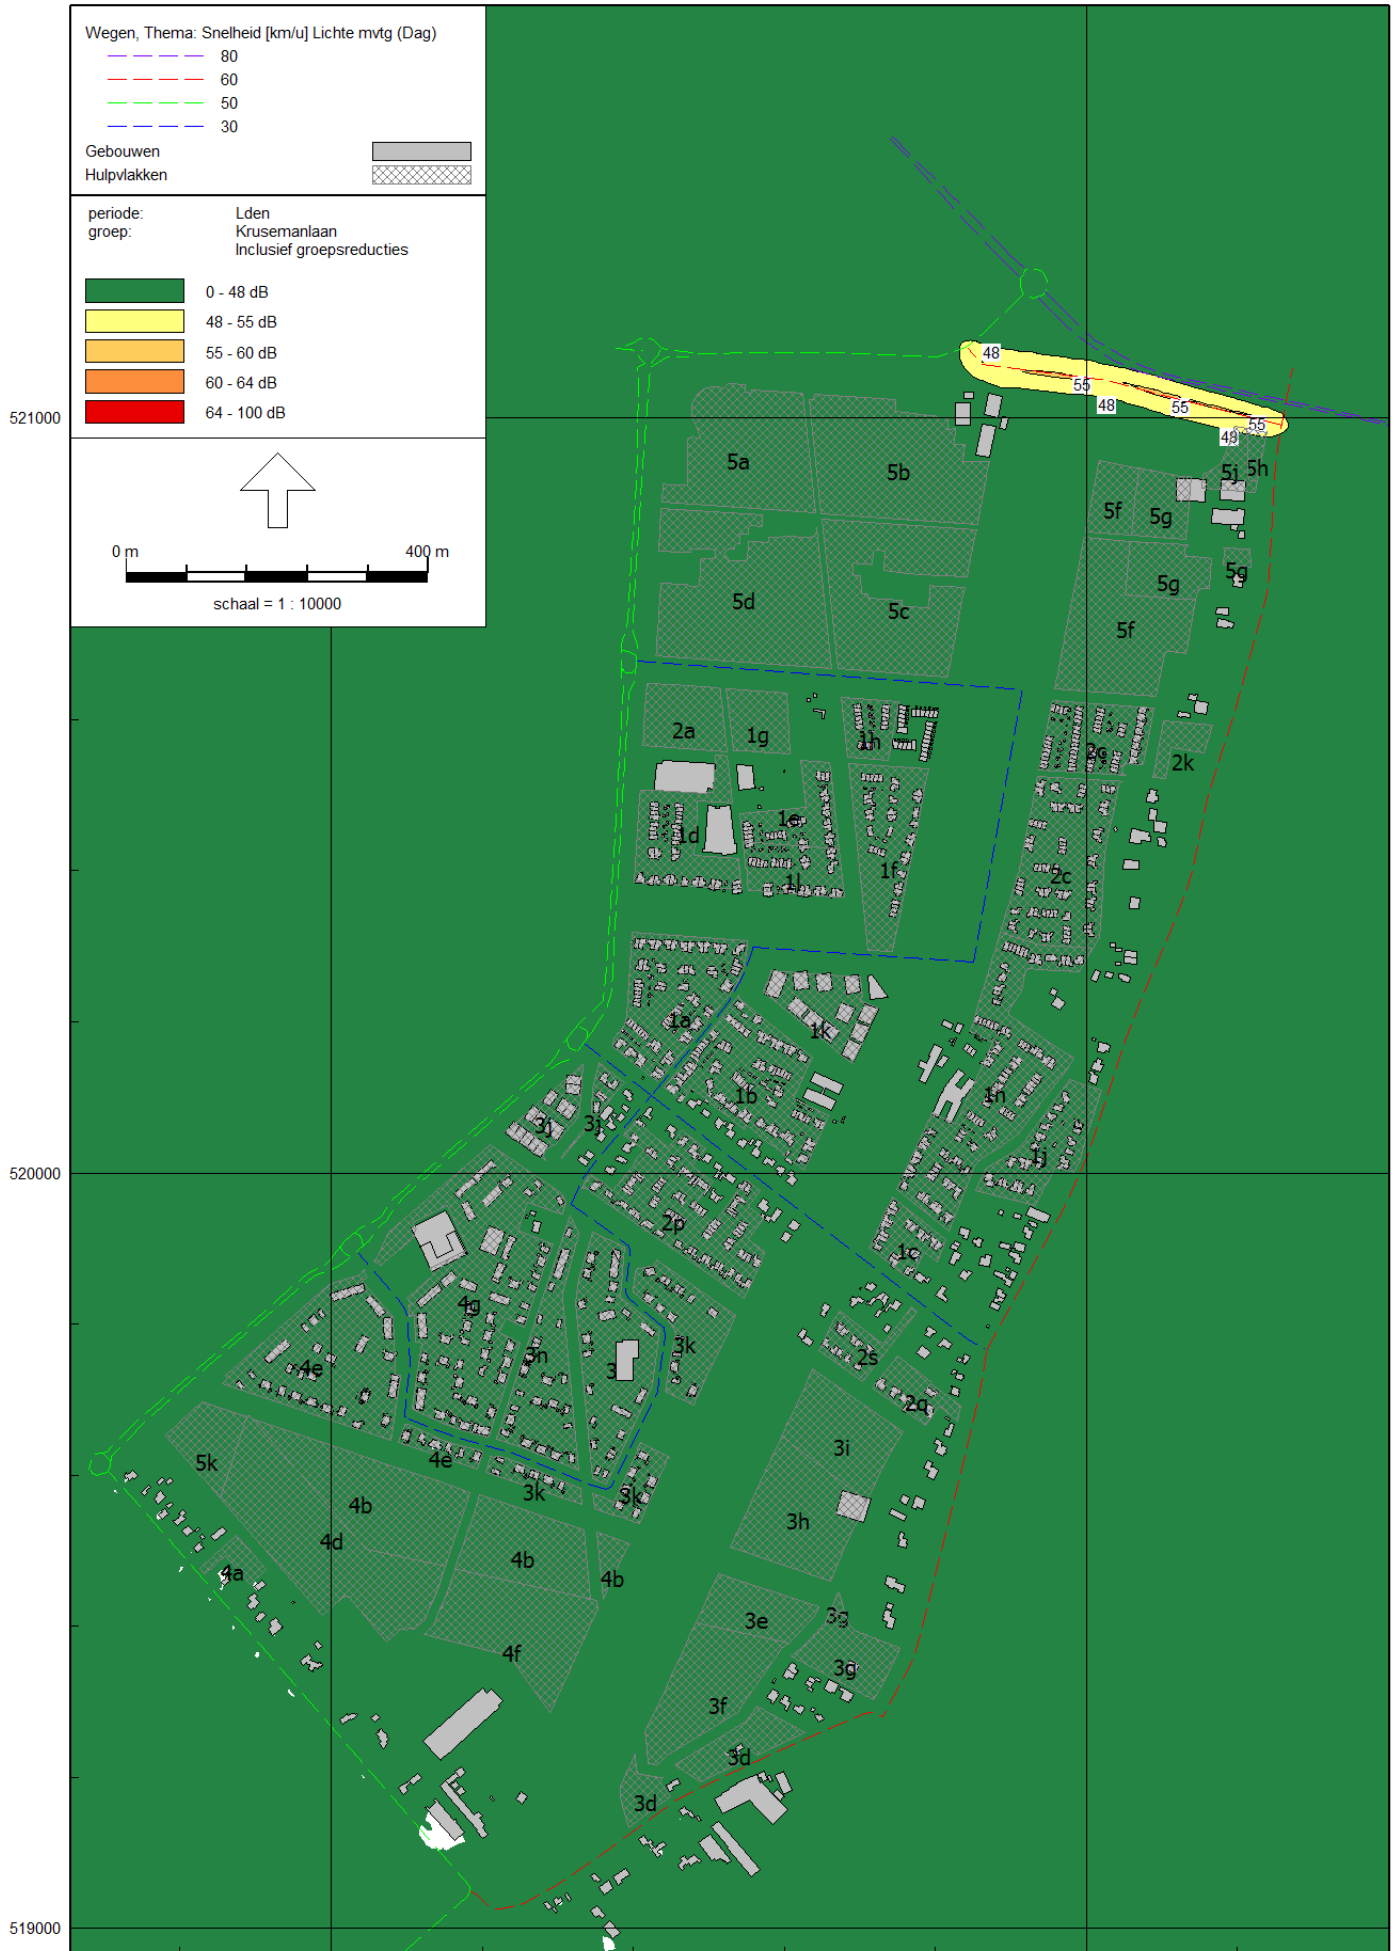 Wegen, Thema: Snelheid [km/u] Lichte mvtg (Dag)
80
60
50
30
Gebouwen
Hulpvlakken
periode: Lden
groep: Krusemanlaan
Inclusief groepsreducties
0 - 48 dB
48 - 55 dB
55 - 60 dB
60 - 64 dB
64 - 100 dB
0 m 400 m
schaal = 1 : 10000
48
55
48
55
55
48
521000
5a
5b
5h
5j
5f
5g
5g
5g
5d
5c
5f
2a
1g
1h
2c
2k
1d
1e
1f
1l
2c
1a
1k
1b
1n
3j
3j
1j
520000
2p
1c
4g
3n
3k
4e
3
2s
2q
5k
4e
3i
4b
3k
3k
4d
3h
4b
4b
4a
3e
3g
4f
3g
3f
3d
3d
519000